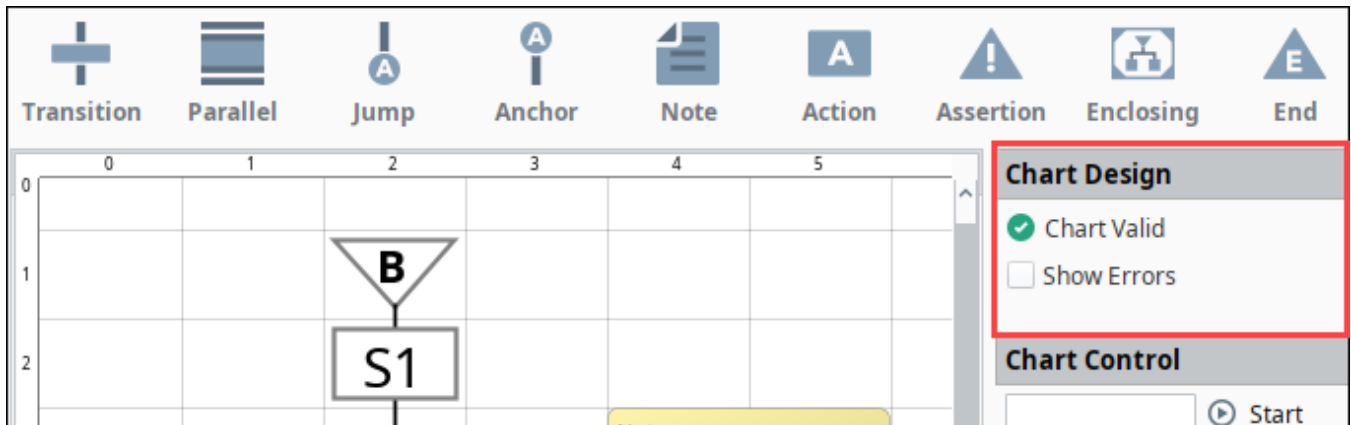 A
A
A
E
Transition Parallel Jump Anchor Note Action Assertion Enclosing End
0 1 2 3 4 5
0
Chart Design
Chart Valid
B
1
Show Errors
S1
2
Chart Control
Start